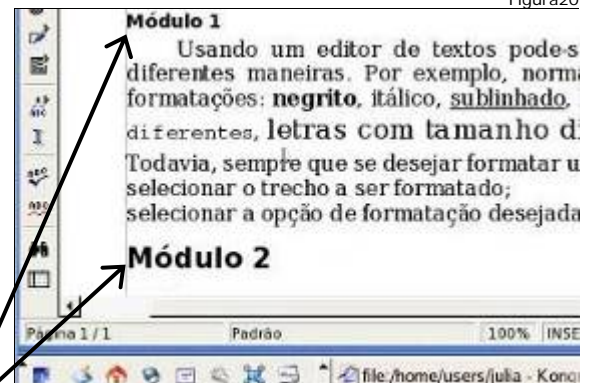 Figura20
Módulo 1
Usando um editor de textos pode-s
diferentes maneiras. Por exemplo, norma
formatações: negrito, itálico, sublinhado,
diferentes, letras com tamanho di
Todavia, sempre que se desejar formatar u
selecionar o trecho a ser formatado;
selecionar a opção de formatação desejada
Módulo 2
Página 1 / 1 Padrão 100% INSE
file:/home/users/julia - Konq